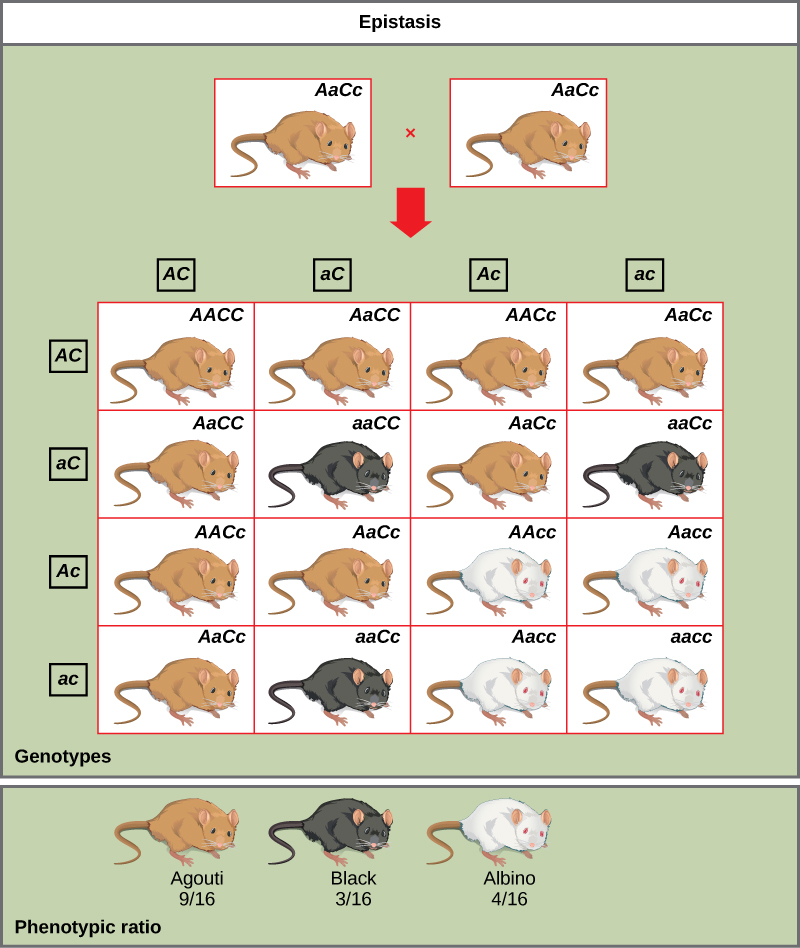 Epistasis
AaCc
×
AaCc
AC
aC
Ac
ac
AC
AACC
AaCC
AACc
AaCc
aC
AaCC
aaCC
AaCc
aaCc
Ac
AACc
AaCc
AAcc
Aacc
ac
AaCc
aaCc
Aacc
aacc
Genotypes
Agouti
9/16
Black
3/16
Albino
4/16
Phenotypic ratio